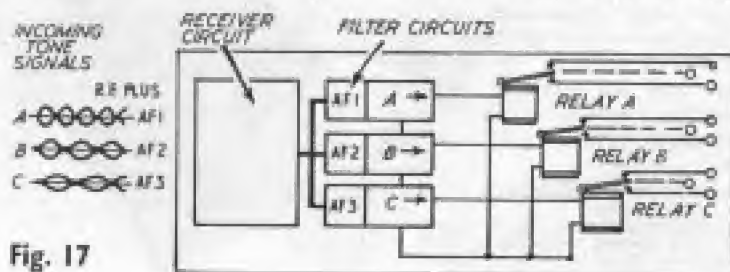 INCOMING
TONE
SIGNALS
RECEIVER
CIRCUIT
FILTER CIRCUITS
R.F. PLUS
A AF1
B AF2
C AF3
AF1 A
AF2 B
AF3 C
RELAY A
RELAY B
RELAY C
Fig. 17